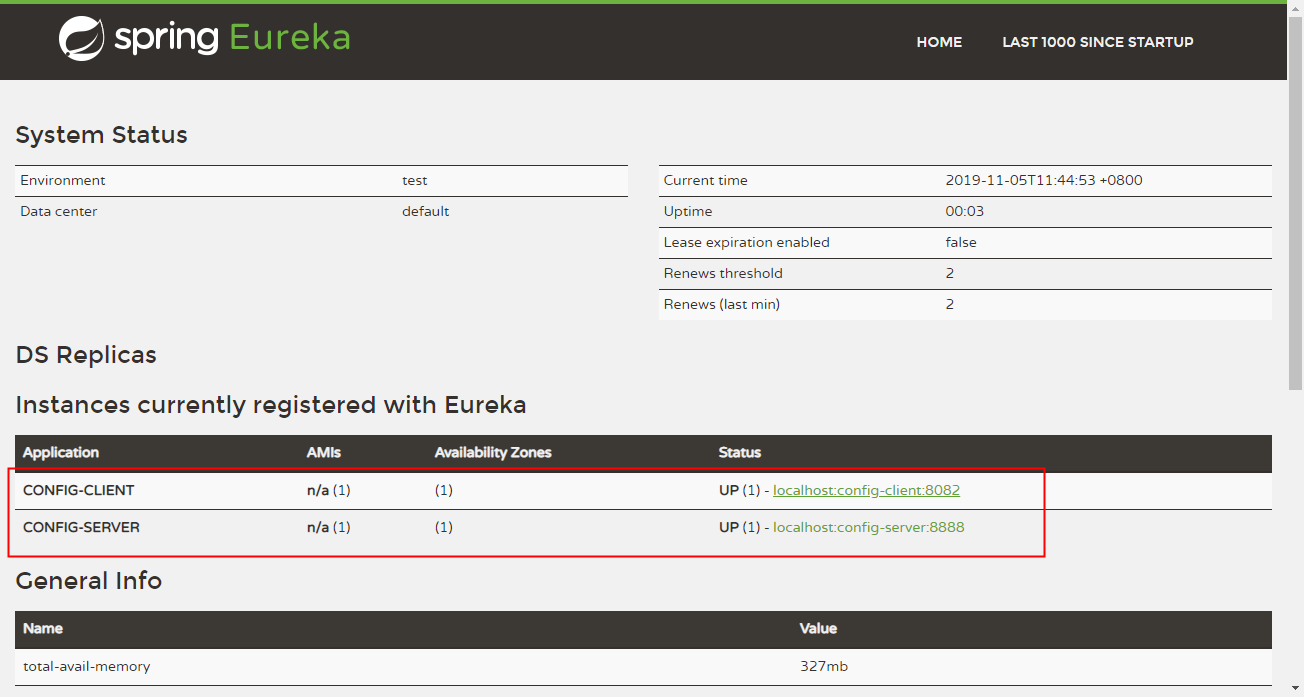 spring Eureka
HOME LAST 1000 SINCE STARTUP
System Status
Environment test
Data center default
Current time 2019-11-05T11:44:53 +0800
Uptime 00:03
Lease expiration enabled false
Renews threshold 2
Renews (last min) 2
DS Replicas
Instances currently registered with Eureka
Application AMIs Availability Zones Status
CONFIG-CLIENT n/a (1) (1) UP (1) - localhost:config-client:8082
CONFIG-SERVER n/a (1) (1) UP (1) - localhost:config-server:8888
General Info
Name Value
total-avail-memory 327mb